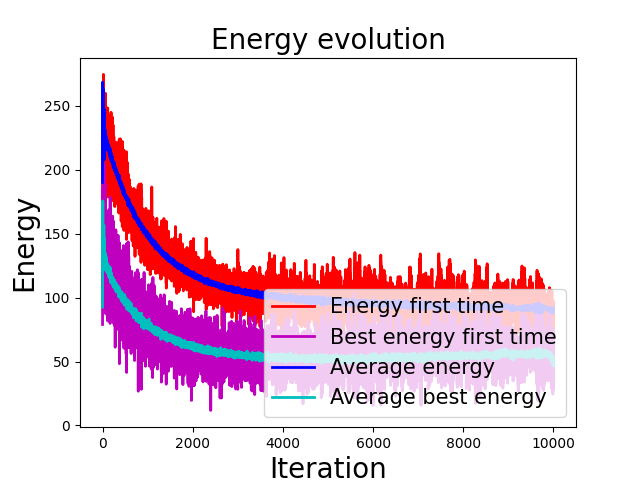 Energy evolution
Energy
250
200
150
100
50
0
Energy first time
Best energy first time
Average energy
Average best energy
0 2000 4000 6000 8000 10000
Iteration